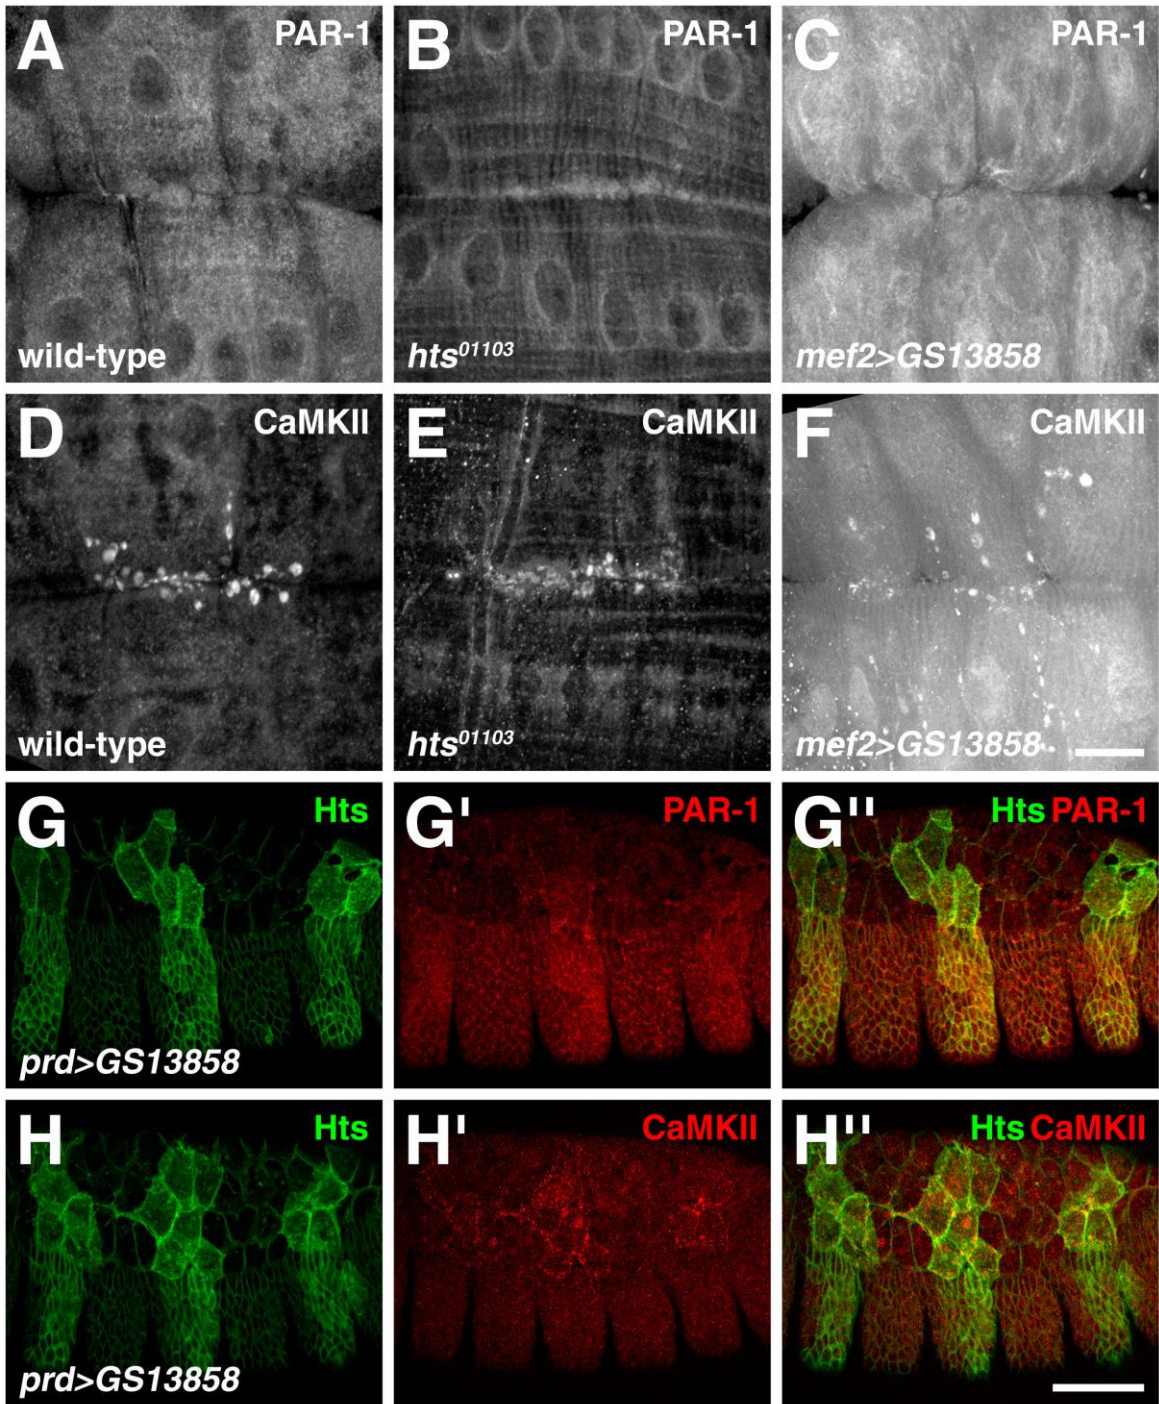 A PAR-1
wild-type
B PAR-1
hts01103
C PAR-1
mef2>GS13858
D CaMKII
wild-type
E CaMKII
hts01103
F CaMKII
mef2>GS13858
G Hts
prd>GS13858
G' PAR-1
G'' Hts PAR-1
H Hts
prd>GS13858
H' CaMKII
H'' Hts CaMKII